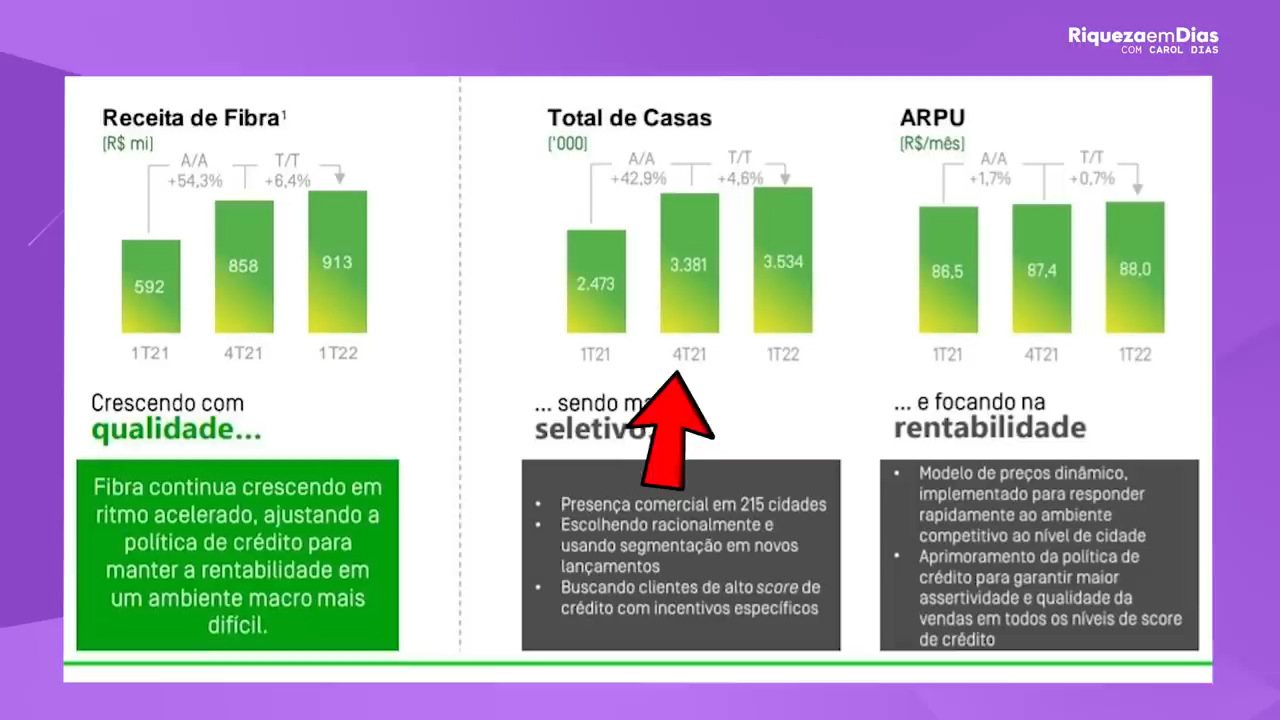 RiquezaemDias
COM CAROL DIAS
Receita de Fibra¹
(R$ mi)
A/A
T/T
+54,3%
+6,4%
592
858
913
1T21
4T21
1T22
Crescendo com
qualidade...
Fibra continua crescendo em
ritmo acelerado, ajustando a
política de crédito para
manter a rentabilidade em
um ambiente macro mais
difícil.
Total de Casas
('000)
A/A
T/T
+42,9%
+4,6%
2.473
3.381
3.534
1T21
4T21
1T22
... sendo
Presença comercial em 215 cidades
Escolhendo racionalmente e
usando segmentação em novos
lançamentos
Buscando clientes de alto score de
crédito com incentivos específicos
ARPU
(R$/mês)
A/A
T/T
+1,7%
+0,7%
86,5
87,4
88,0
1T21
4T21
1T22
... e focando na
rentabilidade
Modelo de preços dinâmico,
implementado para responder
rapidamente ao ambiente
competitivo ao nível de cidade
Aprimoramento da política de
crédito para garantir maior
assertividade e qualidade da
vendas em todos os níveis de score
de crédito